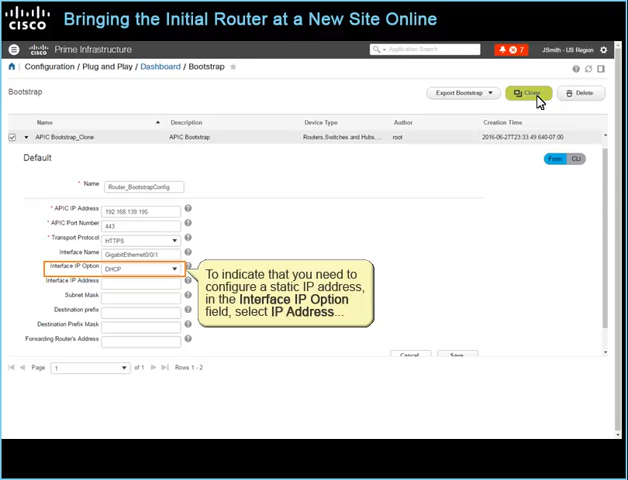 CISCO
Bringing the Initial Router at a New Site Online
CISCO Prime Infrastructure
Application Search
7
JSmith - US Region
Configuration / Plug and Play / Dashboard / Bootstrap
Bootstrap
Export Bootstrap
Clone
Delete
Name Description Device Type Author Creation Time
APIC Bootstrap_Clone APIC Bootstrap Routers,Switches and Hubs,... root 2016-06-27T23:33:49.640-07:00
Default
Form CLI
* Name Router_BootstrapConfig
* APIC IP Address 192.168.139.195
* APIC Port Number 443
* Transport Protocol HTTPS
Interface Name GigabitEthernet0/0/1
Interface IP Option DHCP
Interface IP Address
Subnet Mask
Destination prefix
Destination Prefix Mask
Forwarding Router's Address
To indicate that you need to
configure a static IP address,
in the Interface IP Option
field, select IP Address...
Cancel Save
Page 1 of 1 Rows 1 - 2